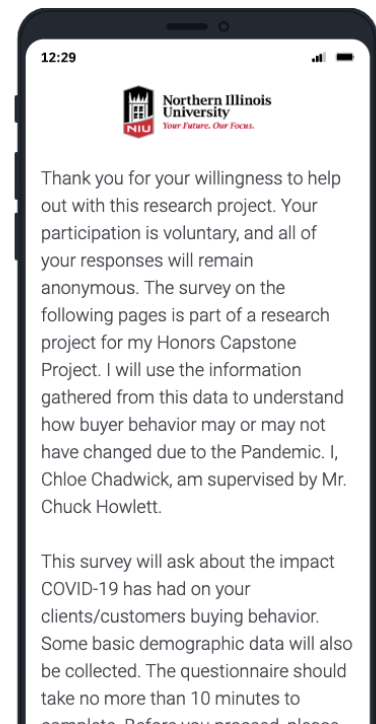 12:29
Northern Illinois
University
Your Future. Our Focus.
NIU
Thank you for your willingness to help
out with this research project. Your
participation is voluntary, and all of
your responses will remain
anonymous. The survey on the
following pages is part of a research
project for my Honors Capstone
Project. I will use the information
gathered from this data to understand
how buyer behavior may or may not
have changed due to the Pandemic. I,
Chloe Chadwick, am supervised by Mr.
Chuck Howlett.
This survey will ask about the impact
COVID-19 has had on your
clients/customers buying behavior.
Some basic demographic data will also
be collected. The questionnaire should
take no more than 10 minutes to
complete. Before you proceed, please